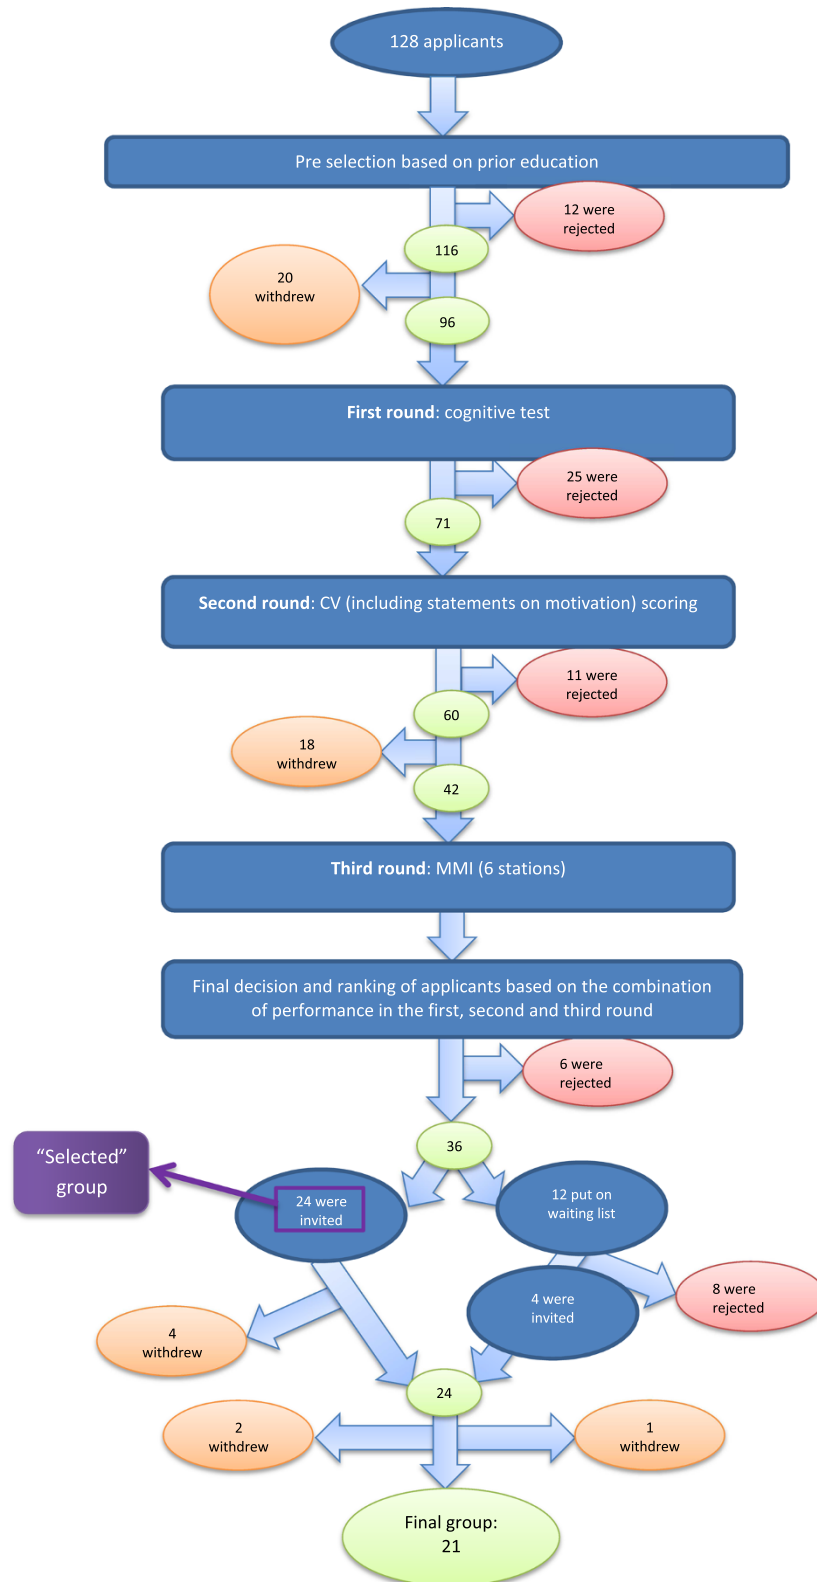 128 applicants
Pre selection based on prior education
12 were
rejected
116
20
withdrew
96
First round: cognitive test
25 were
rejected
71
Second round: CV (including statements on motivation) scoring
11 were
rejected
60
18
withdrew
42
Third round: MMI (6 stations)
Final decision and ranking of applicants based on the combination
of performance in the first, second and third round
6 were
rejected
36
“Selected”
group
24 were
invited
12 put on
waiting list
4 were
invited
8 were
rejected
4
withdrew
24
2
withdrew
1
withdrew
Final group:
21